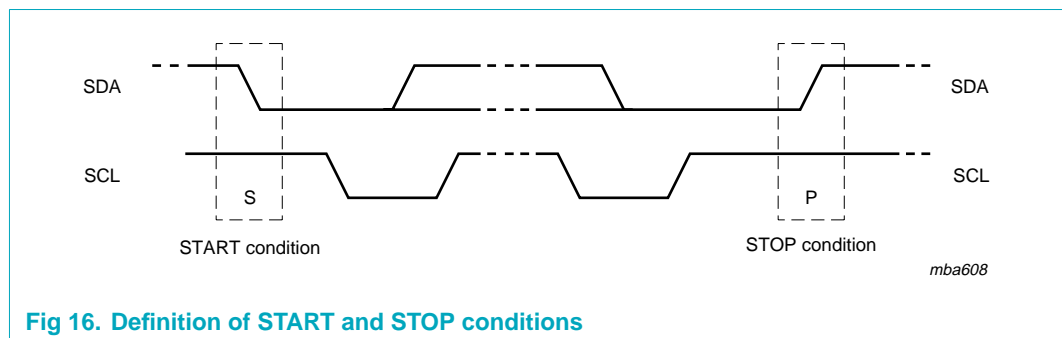 SDA SDA
SCL SCL
S P
START condition STOP condition
mba608
Fig 16. Definition of START and STOP conditions